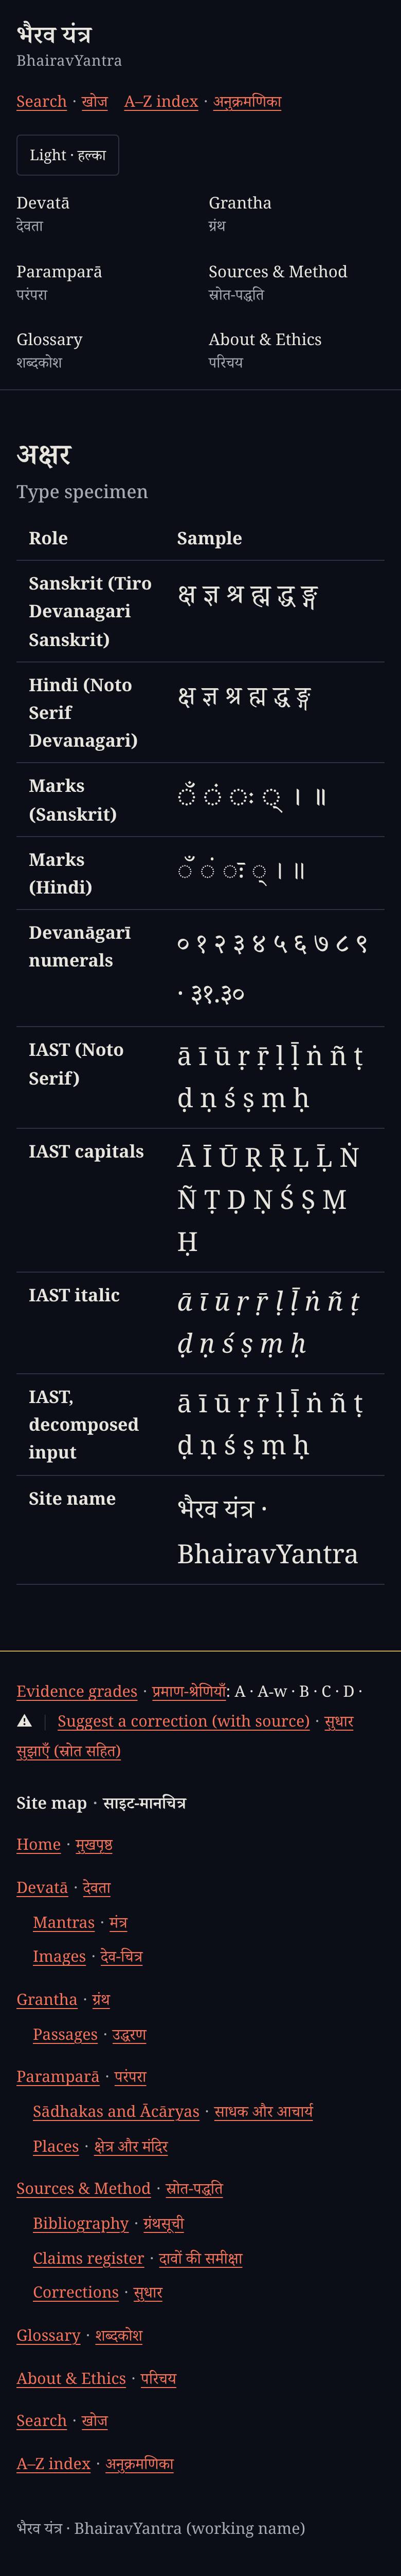 भैरव यंत्र
BhairavYantra
Search · खोज A–Z index · अनुक्रमणिका
Light · हल्का
Devatā Grantha
देवता ग्रंथ
Paramparā Sources & Method
परंपरा स्रोत-पद्धति
Glossary About & Ethics
शब्दकोश परिचय
अक्षर
Type specimen
Role Sample
Sanskrit (Tiro Devanagari Sanskrit) क्ष ज्ञ श्र ह्म द्ध ङ्ग
Hindi (Noto Serif Devanagari) क्ष ज्ञ श्र ह्म द्ध ङ्ग
Marks (Sanskrit) ◌ँ ◌ं ◌ः ◌् । ॥
Marks (Hindi) ◌ँ ◌ं ◌ः ◌् । ॥
Devanāgarī numerals ० १ २ ३ ४ ५ ६ ७ ८ ९
· ३१.३०
IAST (Noto Serif) ā ī ū ṛ ṝ ḷ ḹ ṅ ñ ṭ
ḍ ṇ ś ṣ ṃ ḥ
IAST capitals Ā Ī Ū Ṛ Ṝ Ḷ Ḹ Ṅ
Ñ Ṭ Ḍ Ṇ Ś Ṣ Ṃ
Ḥ
IAST italic ā ī ū ṛ ṝ ḷ ḹ ṅ ñ ṭ
ḍ ṇ ś ṣ ṃ ḥ
IAST, decomposed input ā ī ū ṛ ṝ ḷ ḹ ṅ ñ ṭ
ḍ ṇ ś ṣ ṃ ḥ
Site name भैरव यंत्र ·
BhairavYantra
Evidence grades · प्रमाण-श्रेणियाँ: A · A-w · B · C · D ·
⚠ | Suggest a correction (with source) · सुधार
सुझाएँ (स्रोत सहित)
Site map · साइट-मानचित्र
Home · मुखपृष्ठ
Devatā · देवता
Mantras · मंत्र
Images · देव-चित्र
Grantha · ग्रंथ
Passages · उद्धरण
Paramparā · परंपरा
Sādhakas and Ācāryas · साधक और आचार्य
Places · क्षेत्र और मंदिर
Sources & Method · स्रोत-पद्धति
Bibliography · ग्रंथसूची
Claims register · दावों की समीक्षा
Corrections · सुधार
Glossary · शब्दकोश
About & Ethics · परिचय
Search · खोज
A–Z index · अनुक्रमणिका
भैरव यंत्र · BhairavYantra (working name)